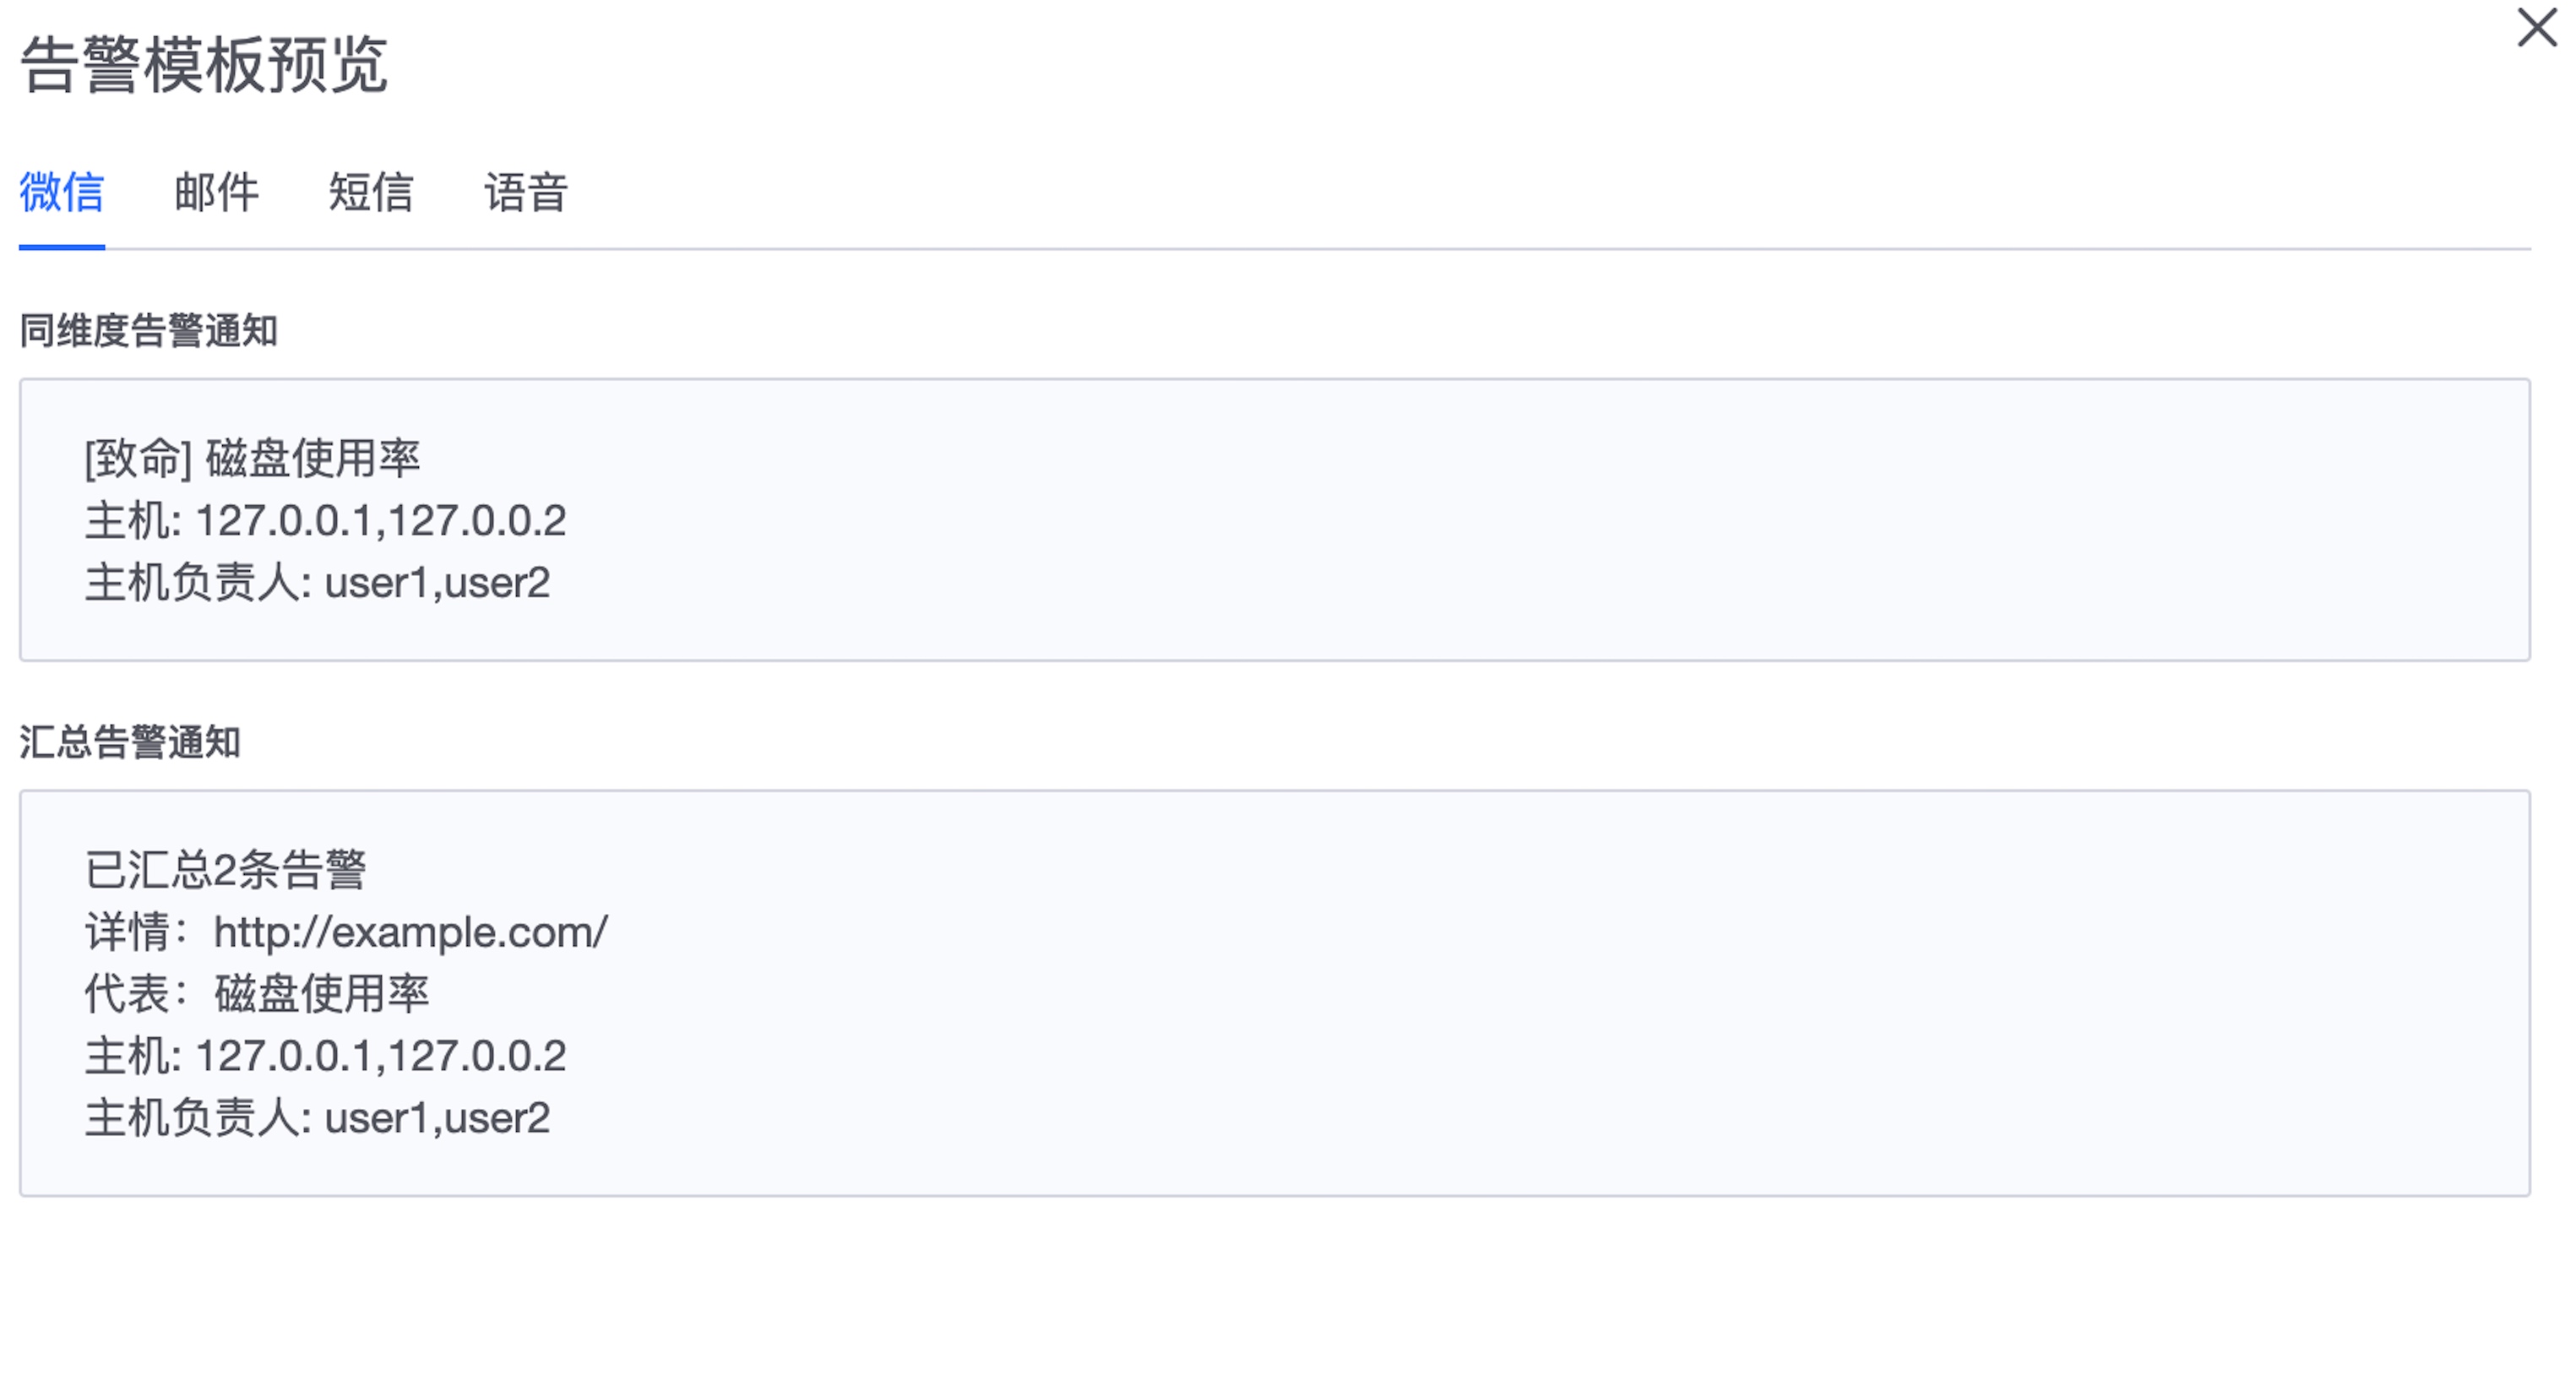 告警模板预览
微信 邮件 短信 语音
同维度告警通知
[致命] 磁盘使用率
主机: 127.0.0.1,127.0.0.2
主机负责人: user1,user2
汇总告警通知
已汇总2条告警
详情：http://example.com/
代表：磁盘使用率
主机: 127.0.0.1,127.0.0.2
主机负责人: user1,user2